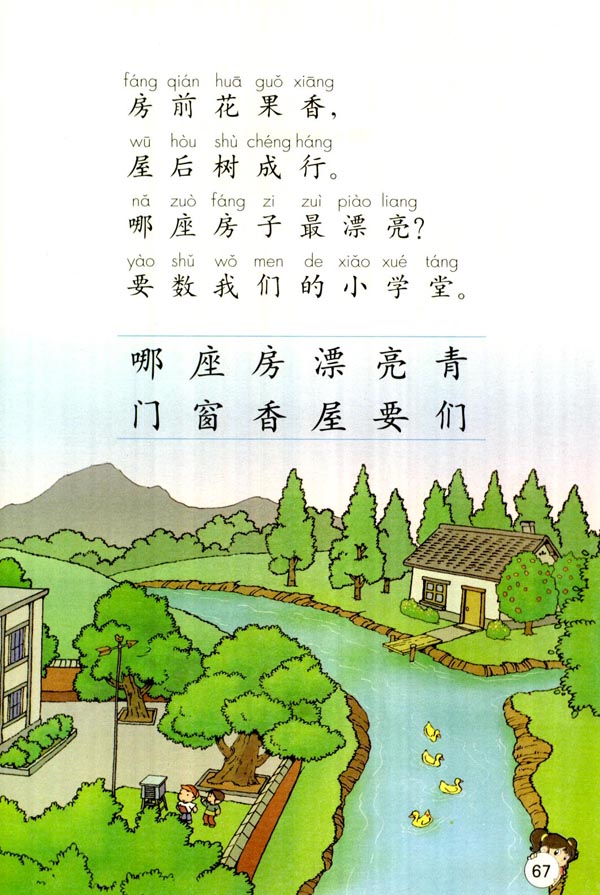 fáng qián huā guǒ xiāng
房前花果香，
wū hòu shù chéng háng
屋后树成行。
nǎ zuò fáng zi zuì piào liang
哪座房子最漂亮？
yào shǔ wǒ men de xiǎo xué táng
要数我们的小学堂。
哪座房漂亮青
门窗香屋要们
67